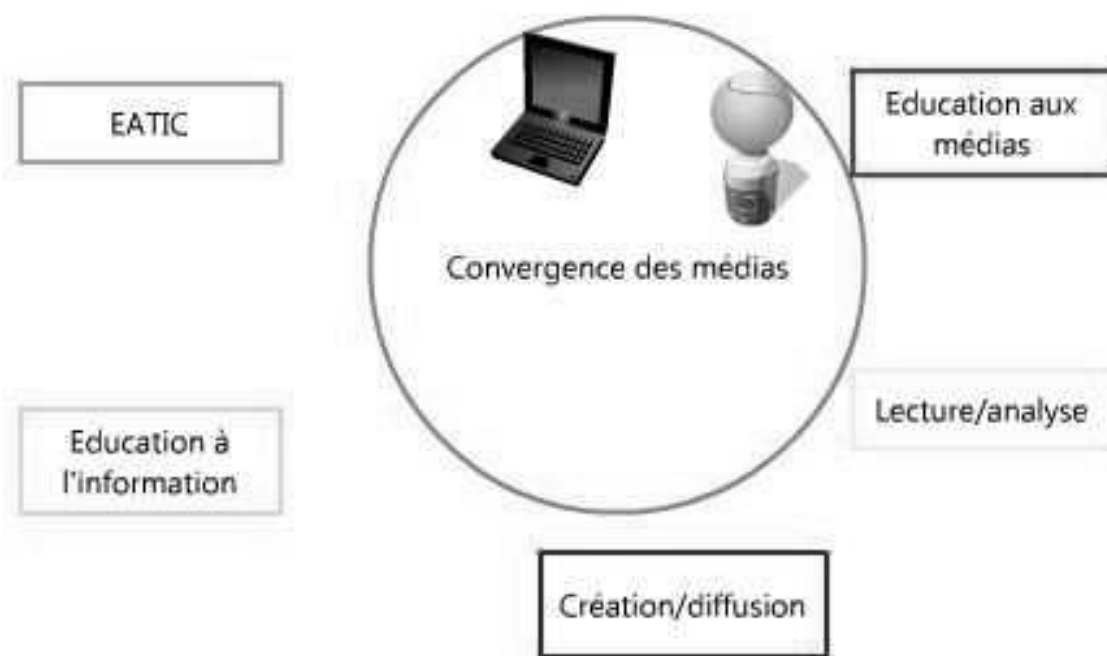 EATIC
Education aux
médias
Convergence des médias
Lecture/analyse
Education à
l'information
Création/diffusion